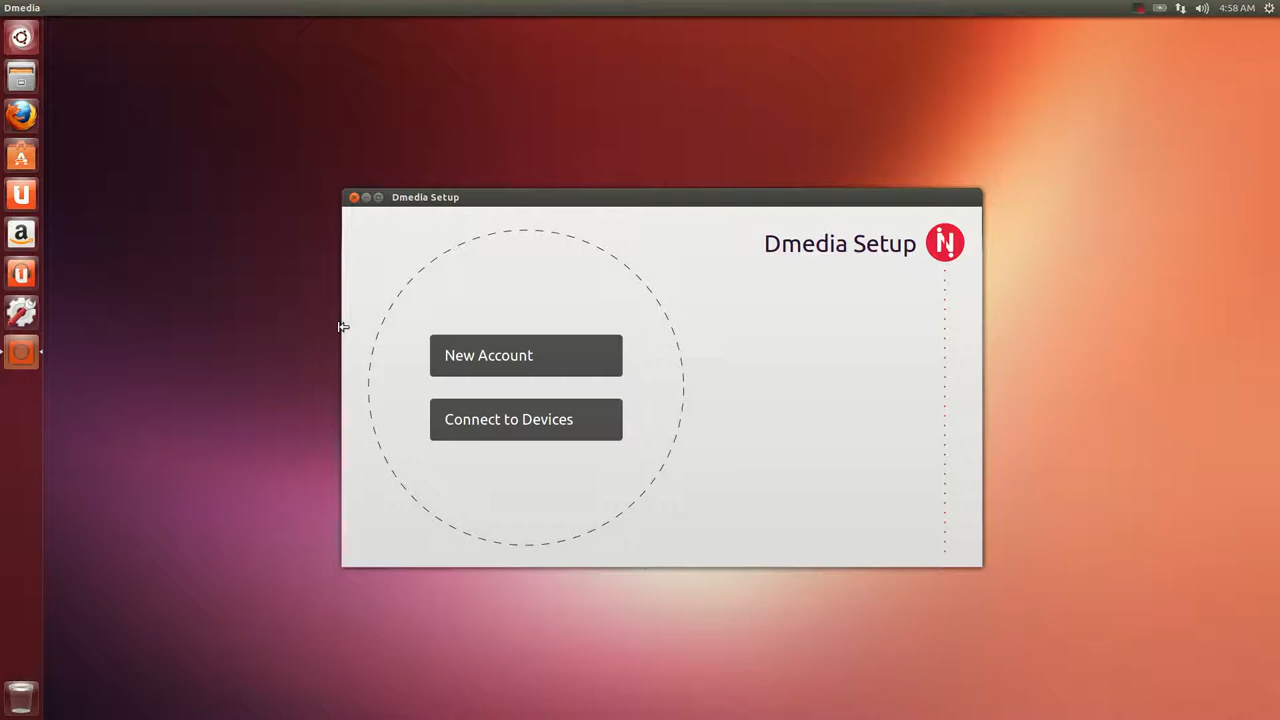 Dmedia
4:58 AM
Dmedia Setup
Dmedia Setup
New Account
Connect to Devices